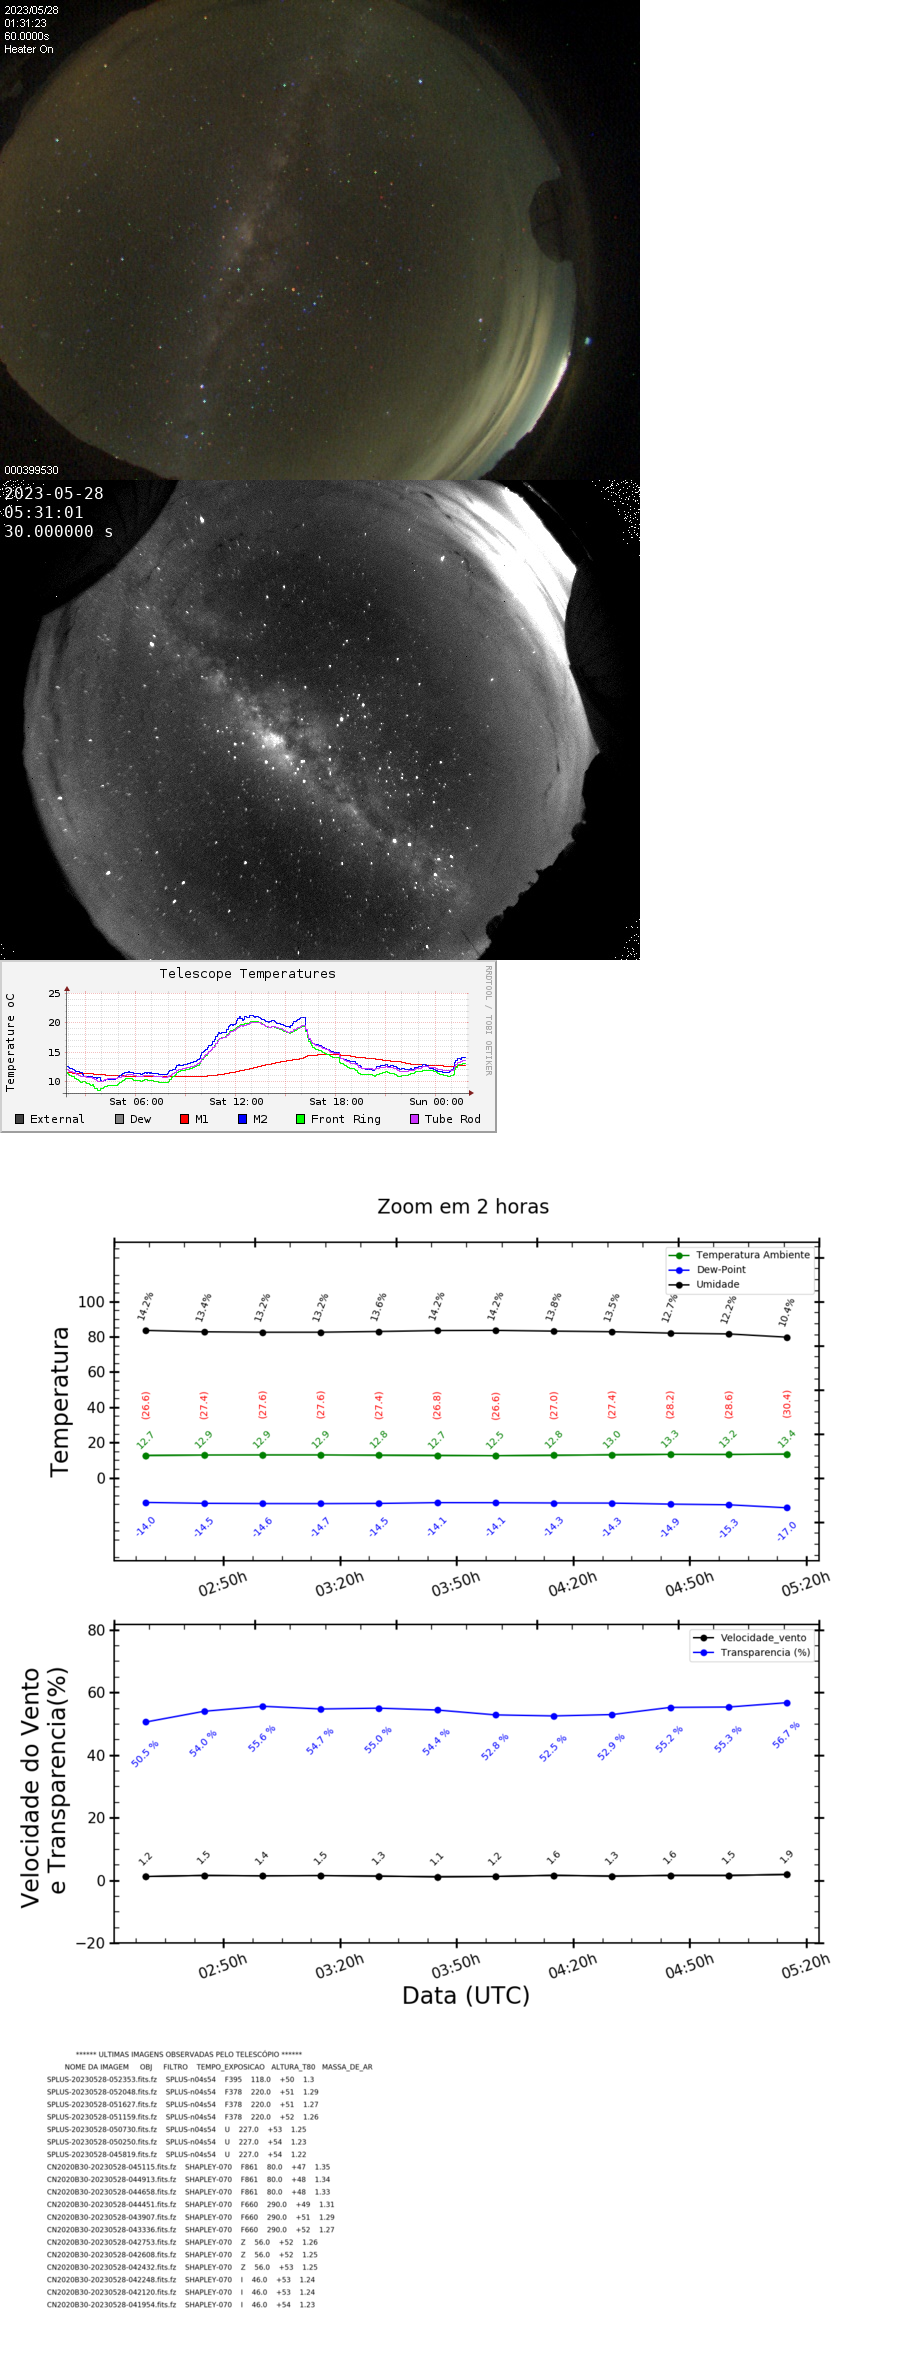 2023/05/28
01:31:23
60.0000s
Heater On
000399530
2023-05-28
05:31:01
30.000000 s
Telescope Temperatures
RRDTOOL / TOBI OETIKER
Temperature oC
25
20
15
10
Sat 06:00 Sat 12:00 Sat 18:00 Sun 00:00
External Dew M1 M2 Front Ring Tube Rod
Zoom em 2 horas
Temperatura Ambiente
Dew-Point
Umidade
Temperatura
100
80
60
40
20
0
14.2% 13.4% 13.2% 13.2% 13.6% 14.2% 14.2% 13.8% 13.5% 12.7% 12.2% 10.4%
(26.6) (27.4) (27.6) (27.6) (27.4) (26.8) (26.6) (27.0) (27.4) (28.2) (28.6) (30.4)
12.7 12.9 12.9 12.9 12.8 12.7 12.5 12.8 13.0 13.3 13.2 13.4
-14.0 -14.5 -14.6 -14.7 -14.5 -14.1 -14.1 -14.3 -14.3 -14.9 -15.3 -17.0
02:50h 03:20h 03:50h 04:20h 04:50h 05:20h
Velocidade_vento
Transparencia (%)
Velocidade do Vento
e Transparencia(%)
80
60
40
20
0
−20
50.5 % 54.0 % 55.6 % 54.7 % 55.0 % 54.4 % 52.8 % 52.5 % 52.9 % 55.2 % 55.3 % 56.7 %
1.2 1.5 1.4 1.5 1.3 1.1 1.2 1.6 1.3 1.6 1.5 1.9
02:50h 03:20h 03:50h 04:20h 04:50h 05:20h
Data (UTC)
****** ULTIMAS IMAGENS OBSERVADAS PELO TELESCÓPIO ******
NOME DA IMAGEM OBJ FILTRO TEMPO_EXPOSICAO ALTURA_T80 MASSA_DE_AR
SPLUS-20230528-052353.fits.fz SPLUS-n04s54 F395 118.0 +50 1.3
SPLUS-20230528-052048.fits.fz SPLUS-n04s54 F378 220.0 +51 1.29
SPLUS-20230528-051627.fits.fz SPLUS-n04s54 F378 220.0 +51 1.27
SPLUS-20230528-051159.fits.fz SPLUS-n04s54 F378 220.0 +52 1.26
SPLUS-20230528-050730.fits.fz SPLUS-n04s54 U 227.0 +53 1.25
SPLUS-20230528-050250.fits.fz SPLUS-n04s54 U 227.0 +54 1.23
SPLUS-20230528-045819.fits.fz SPLUS-n04s54 U 227.0 +54 1.22
CN2020B30-20230528-045115.fits.fz SHAPLEY-070 F861 80.0 +47 1.35
CN2020B30-20230528-044913.fits.fz SHAPLEY-070 F861 80.0 +48 1.34
CN2020B30-20230528-044658.fits.fz SHAPLEY-070 F861 80.0 +48 1.33
CN2020B30-20230528-044451.fits.fz SHAPLEY-070 F660 290.0 +49 1.31
CN2020B30-20230528-043907.fits.fz SHAPLEY-070 F660 290.0 +51 1.29
CN2020B30-20230528-043336.fits.fz SHAPLEY-070 F660 290.0 +52 1.27
CN2020B30-20230528-042753.fits.fz SHAPLEY-070 Z 56.0 +52 1.26
CN2020B30-20230528-042608.fits.fz SHAPLEY-070 Z 56.0 +52 1.25
CN2020B30-20230528-042432.fits.fz SHAPLEY-070 Z 56.0 +53 1.25
CN2020B30-20230528-042248.fits.fz SHAPLEY-070 I 46.0 +53 1.24
CN2020B30-20230528-042120.fits.fz SHAPLEY-070 I 46.0 +53 1.24
CN2020B30-20230528-041954.fits.fz SHAPLEY-070 I 46.0 +54 1.23